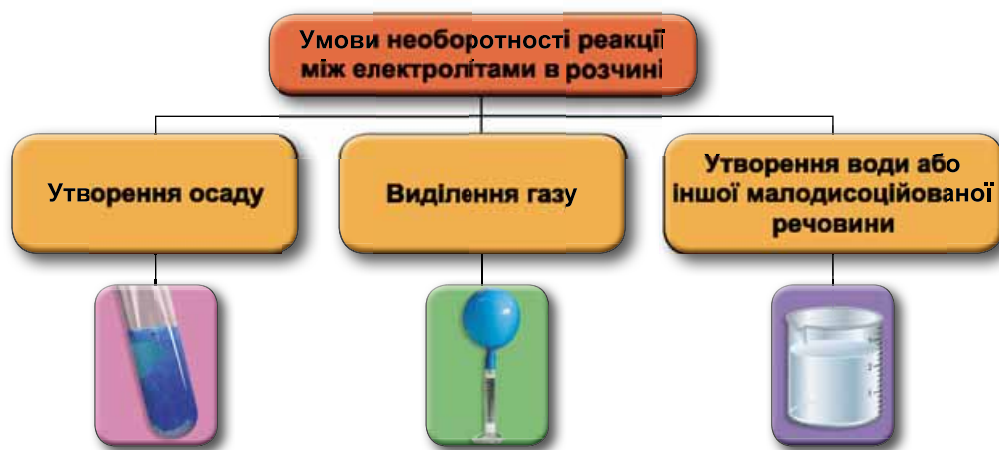 Умови необоротності реакції
між електролітами в розчині
Утворення осаду
Виділення газу
Утворення води або
іншої малодисоційованої
речовини